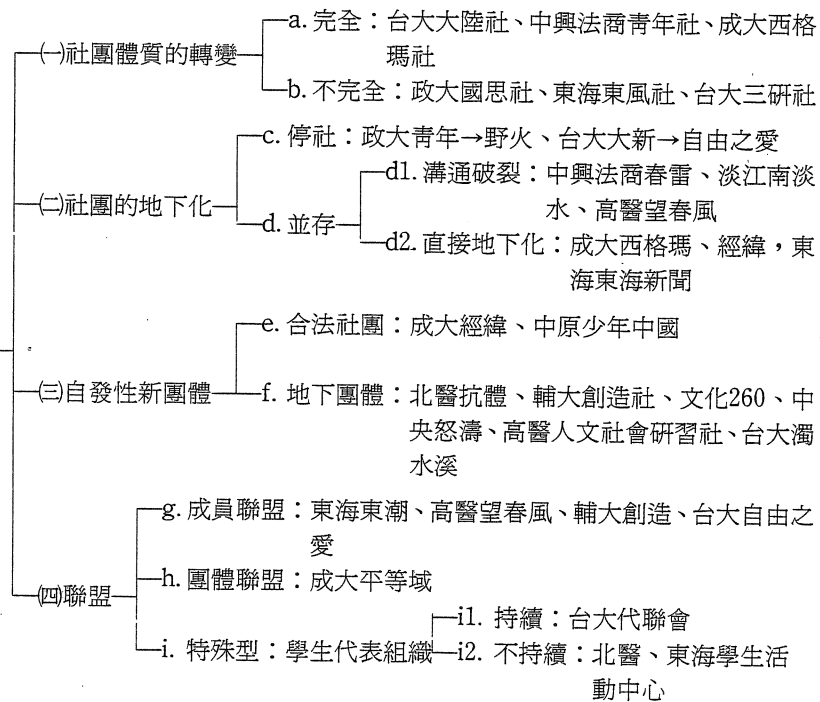 ㈠社團體質的轉變
a. 完全：台大大陸社、中興法商靑年社、成大西格
瑪社
b. 不完全：政大國思社、東海東風社、台大三硏社
㈡社團的地下化
c. 停社：政大靑年→野火、台大大新→自由之愛
d. 並存
d1. 溝通破裂：中興法商春雷、淡江南淡
水、高醫望春風
d2. 直接地下化：成大西格瑪、經緯，東
海東海新聞
㈢自發性新團體
e. 合法社團：成大經緯、中原少年中國
f. 地下團體：北醫抗體、輔大創造社、文化260、中
央怒濤、高醫人文社會硏習社、台大濁
水溪
㈣聯盟
g. 成員聯盟：東海東潮、高醫望春風、輔大創造、台大自由之
愛
h. 團體聯盟：成大平等域
i. 特殊型：學生代表組織
i1. 持續：台大代聯會
i2. 不持續：北醫、東海學生活
動中心